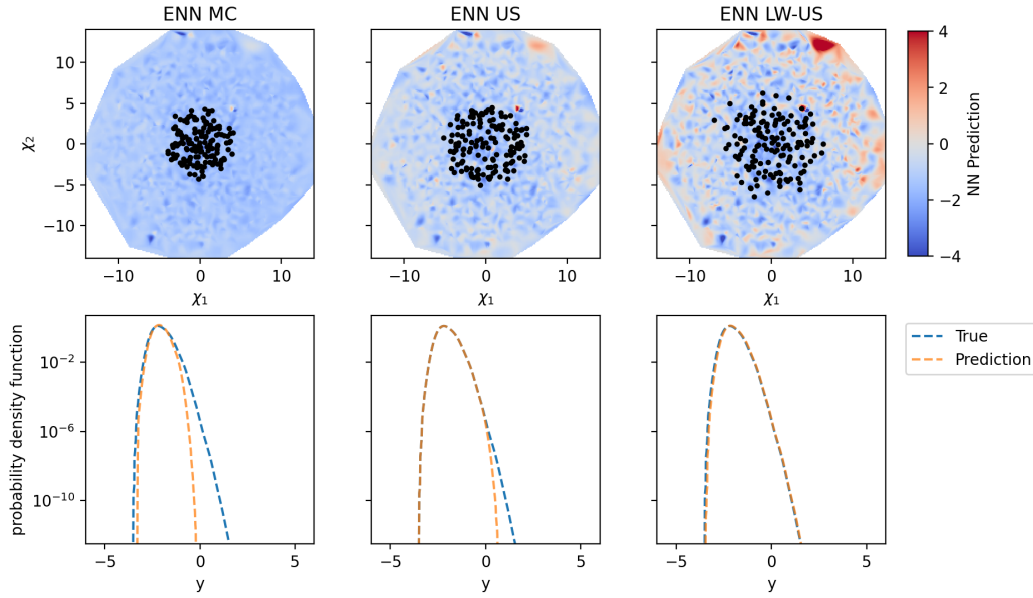 ENN MC
ENN US
ENN LW-US
10
5
0
−5
−10
χ₂
−10 0 10
−10 0 10
−10 0 10
χ₁
χ₁
χ₁
4
2
0
−2
−4
NN Prediction
probability density function
10⁻²
10⁻⁶
10⁻¹⁰
−5 0 5
−5 0 5
−5 0 5
y
y
y
True
Prediction